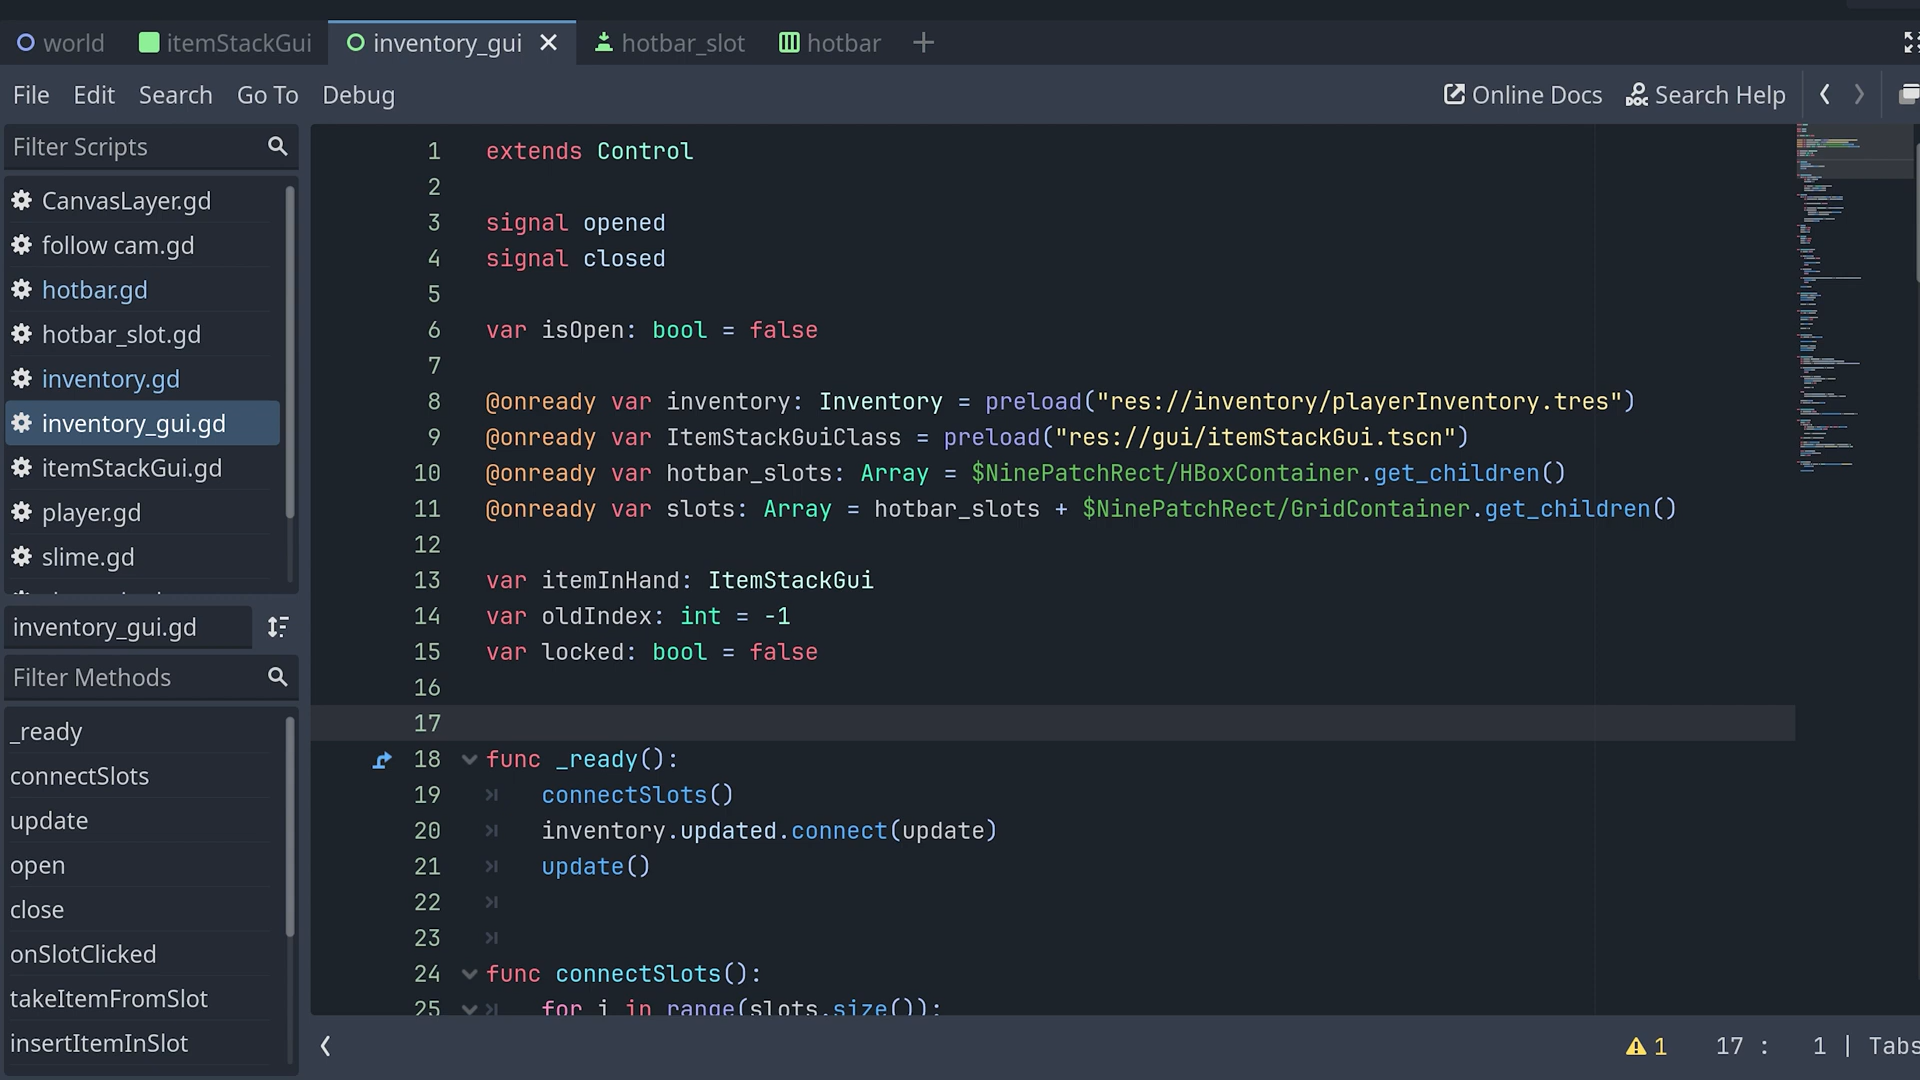 world itemStackGui inventory_gui hotbar_slot hotbar
File Edit Search Go To Debug Online Docs Search Help
Filter Scripts
CanvasLayer.gd
follow cam.gd
hotbar.gd
hotbar_slot.gd
inventory.gd
inventory_gui.gd
itemStackGui.gd
player.gd
slime.gd
inventory_gui.gd
Filter Methods
_ready
connectSlots
update
open
close
onSlotClicked
takeItemFromSlot
insertItemInSlot
1 extends Control
2
3 signal opened
4 signal closed
5
6 var isOpen: bool = false
7
8 @onready var inventory: Inventory = preload("res://inventory/playerInventory.tres")
9 @onready var ItemStackGuiClass = preload("res://gui/itemStackGui.tscn")
10 @onready var hotbar_slots: Array = $NinePatchRect/HBoxContainer.get_children()
11 @onready var slots: Array = hotbar_slots + $NinePatchRect/GridContainer.get_children()
12
13 var itemInHand: ItemStackGui
14 var oldIndex: int = -1
15 var locked: bool = false
16
17
18 func _ready():
19 connectSlots()
20 inventory.updated.connect(update)
21 update()
22
23
24 func connectSlots():
25 for i in range(slots.size()):
1 17 : 1 | Tabs